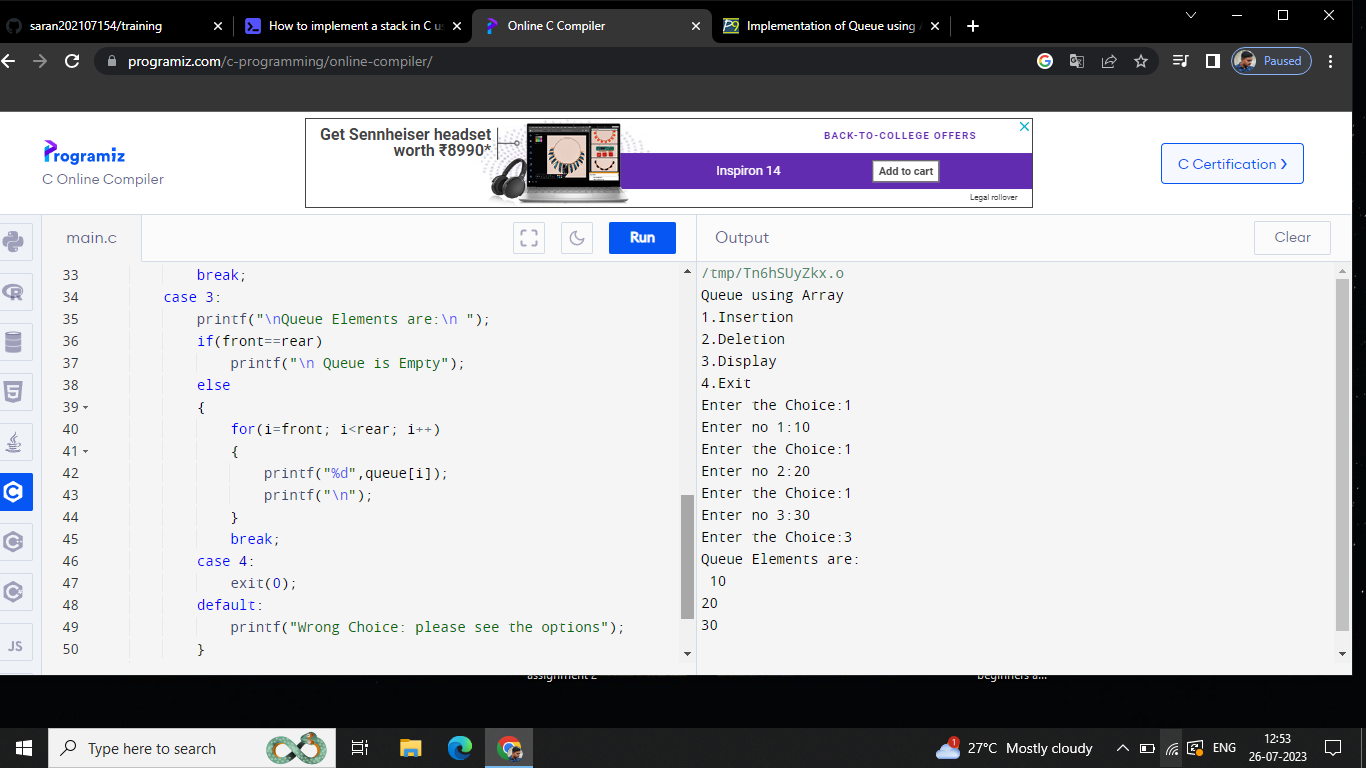 saran202107154/training
How to implement a stack in C us
Online C Compiler
Implementation of Queue using A
programiz.com/c-programming/online-compiler/
Paused
Get Sennheiser headset
worth ₹8990*
BACK-TO-COLLEGE OFFERS
Inspiron 14
Add to cart
Legal rollover
Programiz
C Online Compiler
C Certification
main.c
Run
Output
Clear
33 break;
34 case 3:
35 printf("\nQueue Elements are:\n ");
36 if(front==rear)
37 printf("\n Queue is Empty");
38 else
39 {
40 for(i=front; i<rear; i++)
41 {
42 printf("%d",queue[i]);
43 printf("\n");
44 }
45 break;
46 case 4:
47 exit(0);
48 default:
49 printf("Wrong Choice: please see the options");
50 }
JS
/tmp/Tn6hSUyZkx.o
Queue using Array
1.Insertion
2.Deletion
3.Display
4.Exit
Enter the Choice:1
Enter no 1:10
Enter the Choice:1
Enter no 2:20
Enter the Choice:1
Enter no 3:30
Enter the Choice:3
Queue Elements are:
10
20
30
assignment 2
beginners a...
Type here to search
1
27°C Mostly cloudy
ENG
12:53
26-07-2023